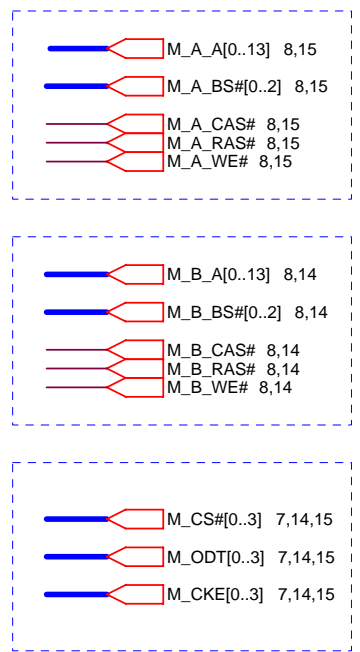 M_A_A[0..13] 8,15
M_A_BS#[0..2] 8,15
M_A_CAS# 8,15
M_A_RAS# 8,15
M_A_WE# 8,15
M_B_A[0..13] 8,14
M_B_BS#[0..2] 8,14
M_B_CAS# 8,14
M_B_RAS# 8,14
M_B_WE# 8,14
M_CS#[0..3] 7,14,15
M_ODT[0..3] 7,14,15
M_CKE[0..3] 7,14,15